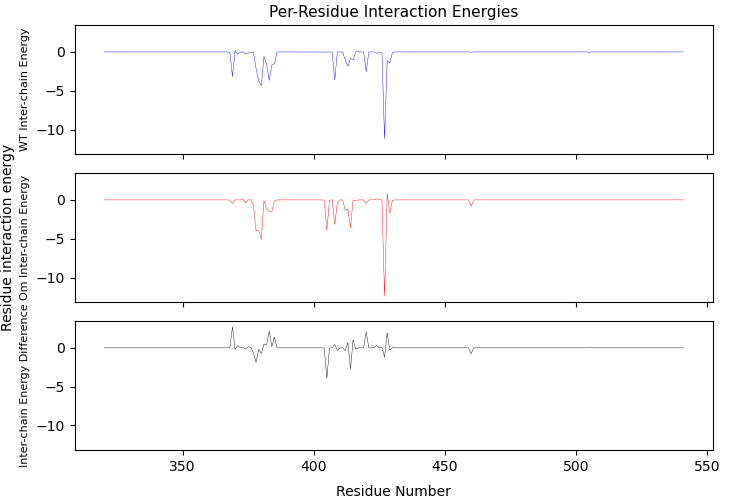 Per-Residue Interaction Energies
Residue interaction energy
WT Inter-chain Energy
0
−5
−10
Om Inter-chain Energy
0
−5
−10
Inter-chain Energy Difference
0
−5
−10
350
400
450
500
550
Residue Number